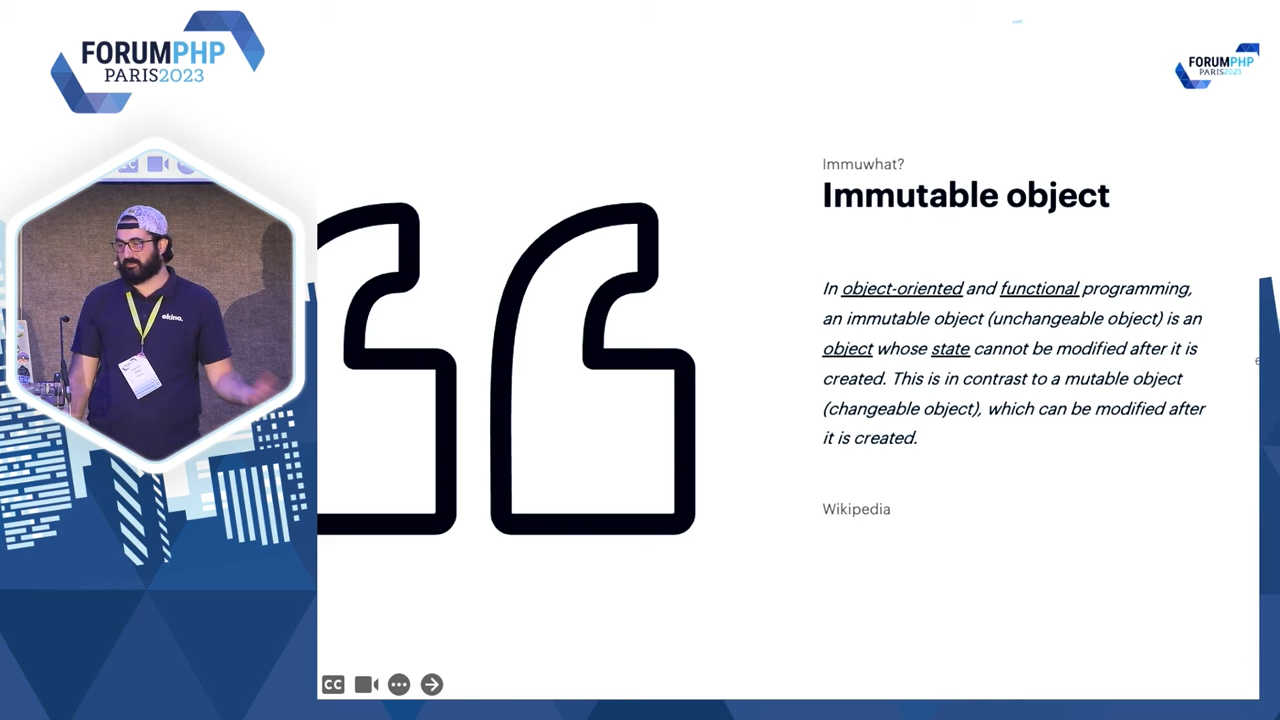 FORUMPHP
PARIS2023
FORUMPHP
PARIS2023
Immuwhat?
Immutable object
In object-oriented and functional programming,
an immutable object (unchangeable object) is an
object whose state cannot be modified after it is
created. This is in contrast to a mutable object
(changeable object), which can be modified after
it is created.
Wikipedia
ekino.
CC
CC